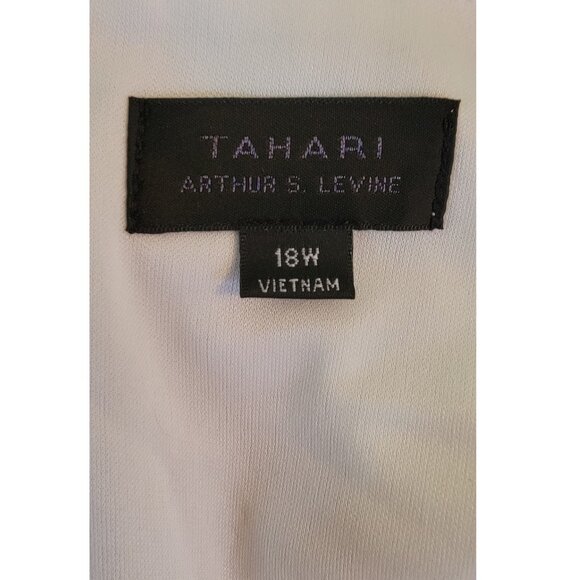 TAHARI
ARTHUR S. LEVINE
18W
VIETNAM